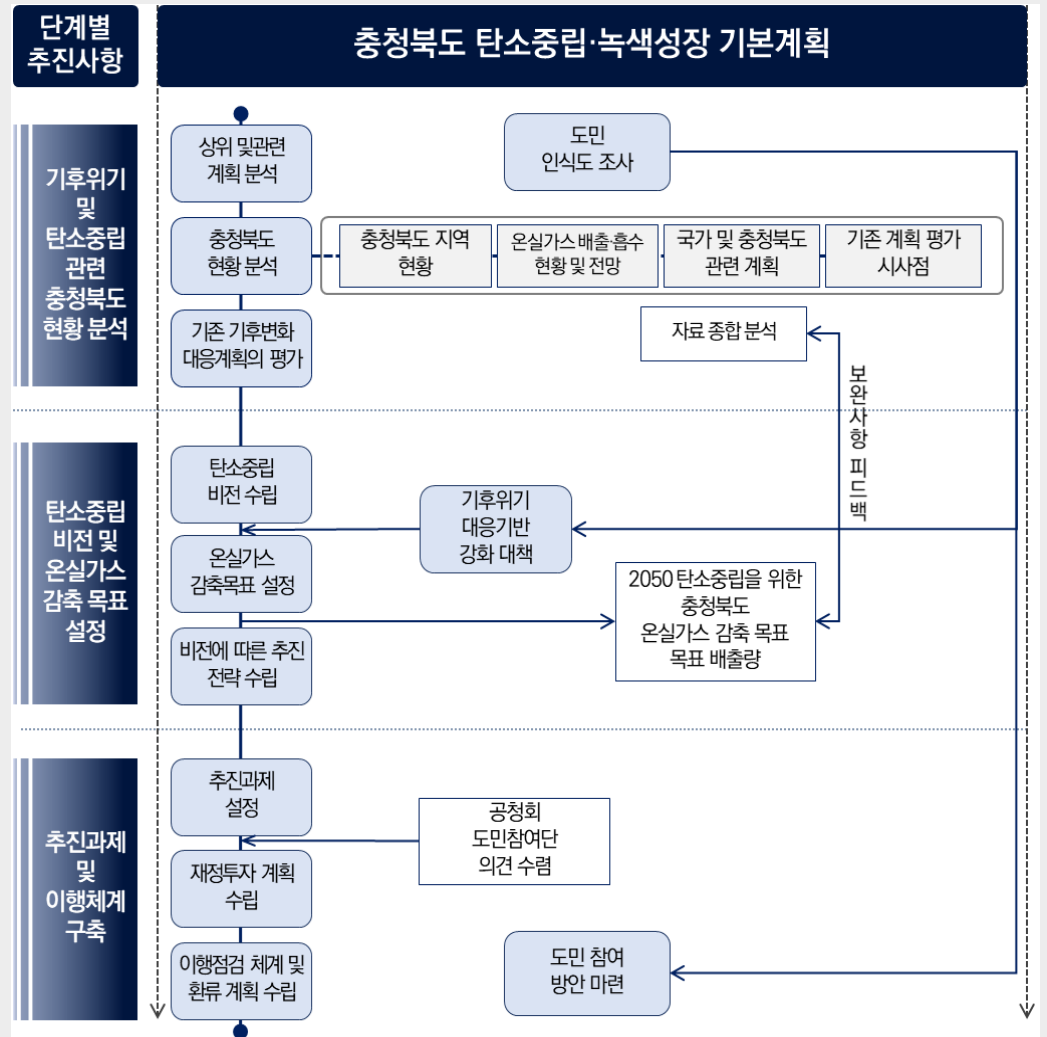 단계별
추진사항
충청북도 탄소중립·녹색성장 기본계획
기후위기
및
탄소중립
관련
충청북도
현황 분석
상위 및관련
계획 분석
도민
인식도 조사
충청북도
현황 분석
충청북도 지역
현황
온실가스 배출·흡수
현황 및 전망
국가 및 충청북도
관련 계획
기존 계획 평가
시사점
기존 기후변화
대응계획의 평가
자료 종합 분석
보완사항 피드백
탄소중립
비전 및
온실가스
감축 목표
설정
탄소중립
비전 수립
기후위기
대응기반
강화 대책
온실가스
감축목표 설정
2050 탄소중립을 위한
충청북도
온실가스 감축 목표
목표 배출량
비전에 따른 추진
전략 수립
추진과제
및
이행체계
구축
추진과제
설정
공청회
도민참여단
의견 수렴
재정투자 계획
수립
이행점검 체계 및
환류 계획 수립
도민 참여
방안 마련